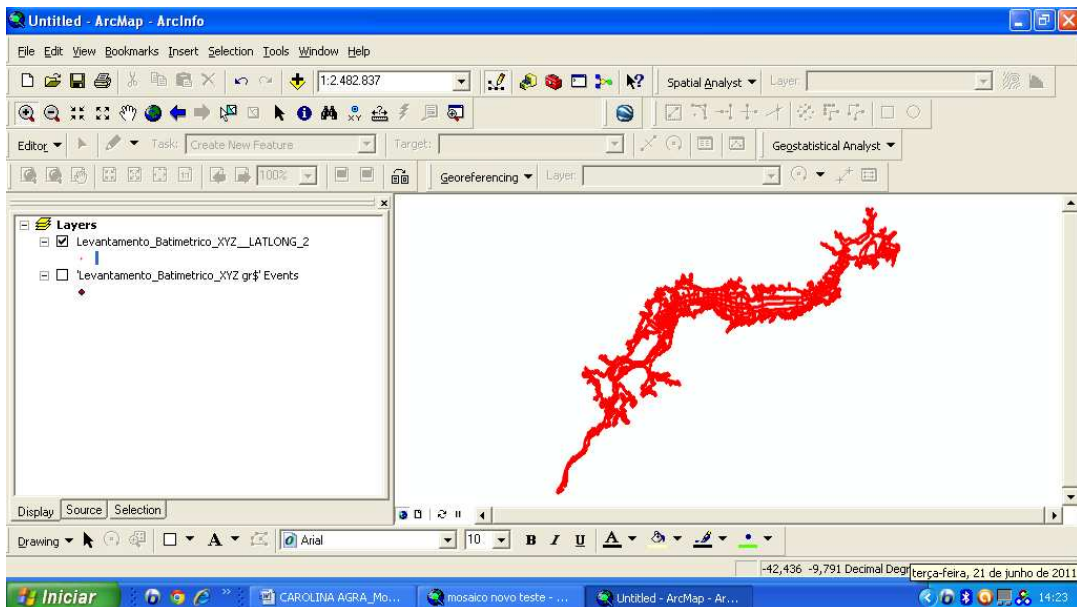 Untitled - ArcMap - ArcInfo
File Edit View Bookmarks Insert Selection Tools Window Help
1:2.482.837
Spatial Analyst
Layer:
Editor
Task: Create New Feature
Target:
Geostatistical Analyst
100%
Georeferencing
Layer:
Layers
Levantamento_Batimetrico_XYZ__LATLONG_2
'Levantamento_Batimetrico_XYZ gr$' Events
Display Source Selection
Drawing
A
Arial
10
B I U A
-42,436 -9,791 Decimal Degr
terça-feira, 21 de junho de 2011
Iniciar
CAROLINA AGRA_Mo...
mosaico novo teste - ...
Untitled - ArcMap - Ar...
14:23